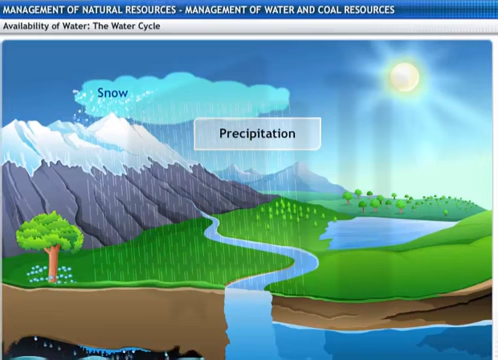 MANAGEMENT OF NATURAL RESOURCES - MANAGEMENT OF WATER AND COAL RESOURCES
Availability of Water: The Water Cycle
Snow
Precipitation